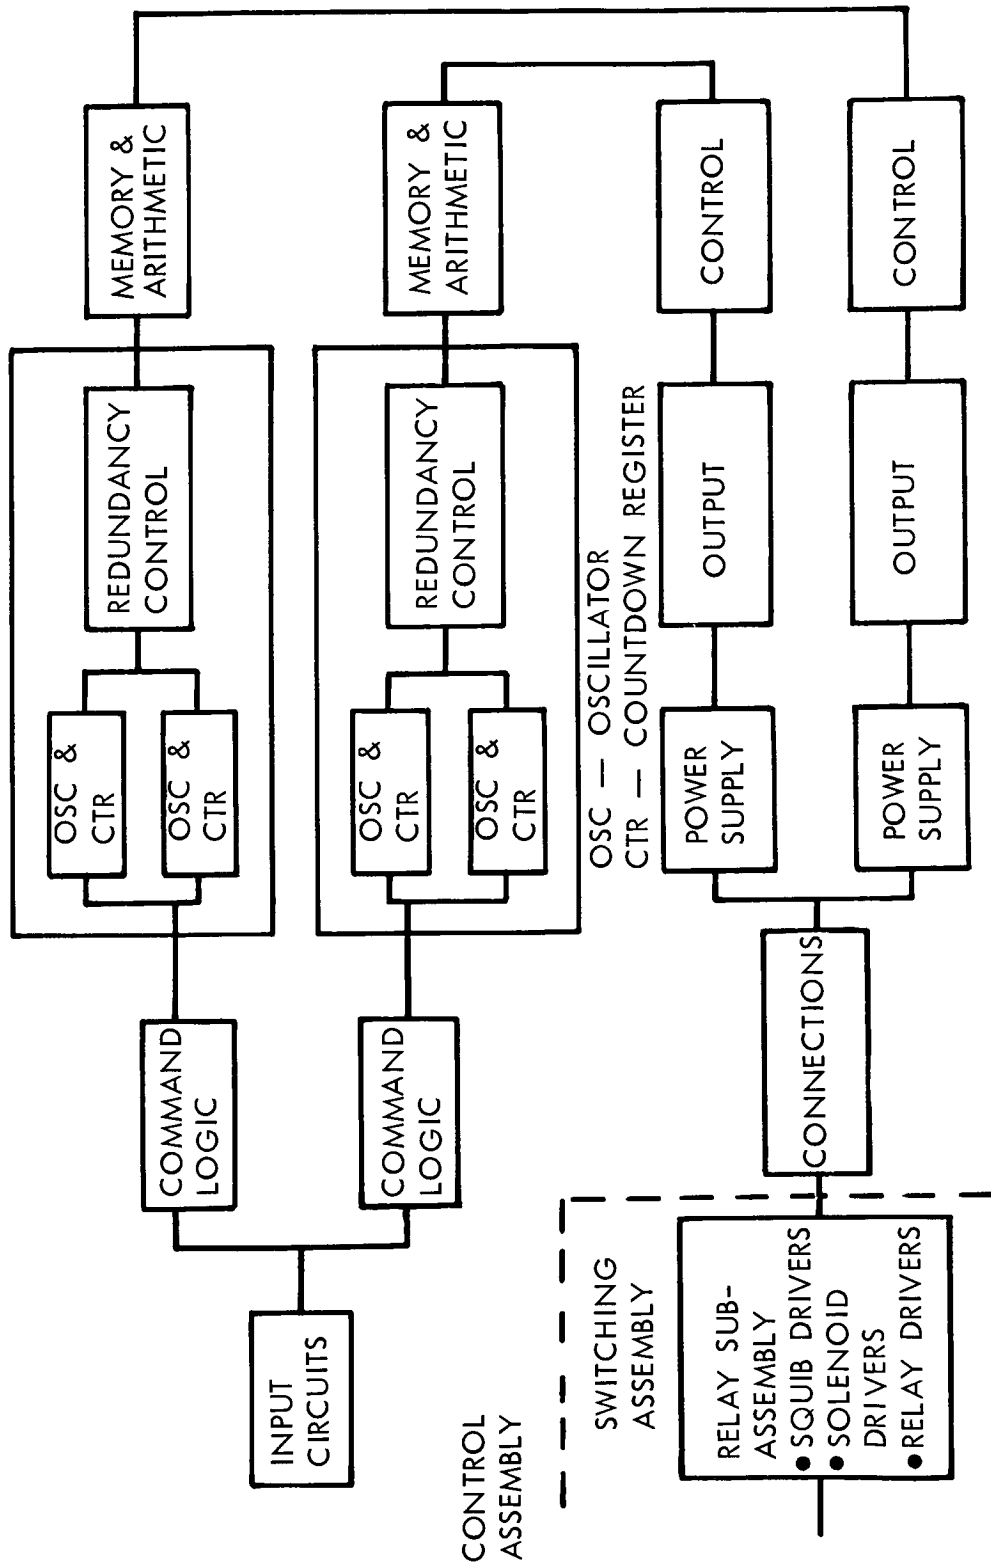 INPUT
CIRCUITS
COMMAND
LOGIC
OSC &
CTR
OSC &
CTR
REDUNDANCY
CONTROL
MEMORY &
ARITHMETIC
COMMAND
LOGIC
OSC &
CTR
OSC &
CTR
REDUNDANCY
CONTROL
MEMORY &
ARITHMETIC
CONTROL
ASSEMBLY
OSC — OSCILLATOR
CTR — COUNTDOWN REGISTER
SWITCHING
ASSEMBLY
RELAY SUB-
ASSEMBLY
● SQUIB DRIVERS
● SOLENOID
DRIVERS
● RELAY DRIVERS
CONNECTIONS
POWER
SUPPLY
OUTPUT
CONTROL
POWER
SUPPLY
OUTPUT
CONTROL